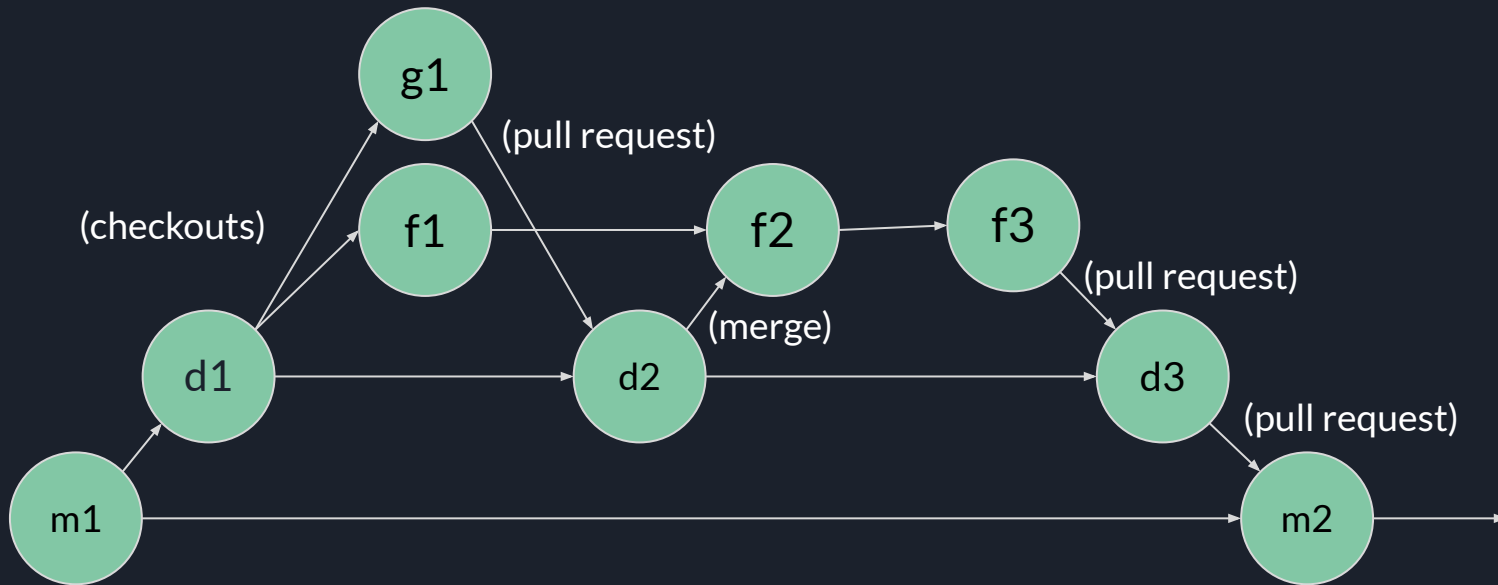 g1
(pull request)
(checkouts)
f1
f2
f3
(pull request)
(merge)
d1
d2
d3
(pull request)
m1
m2